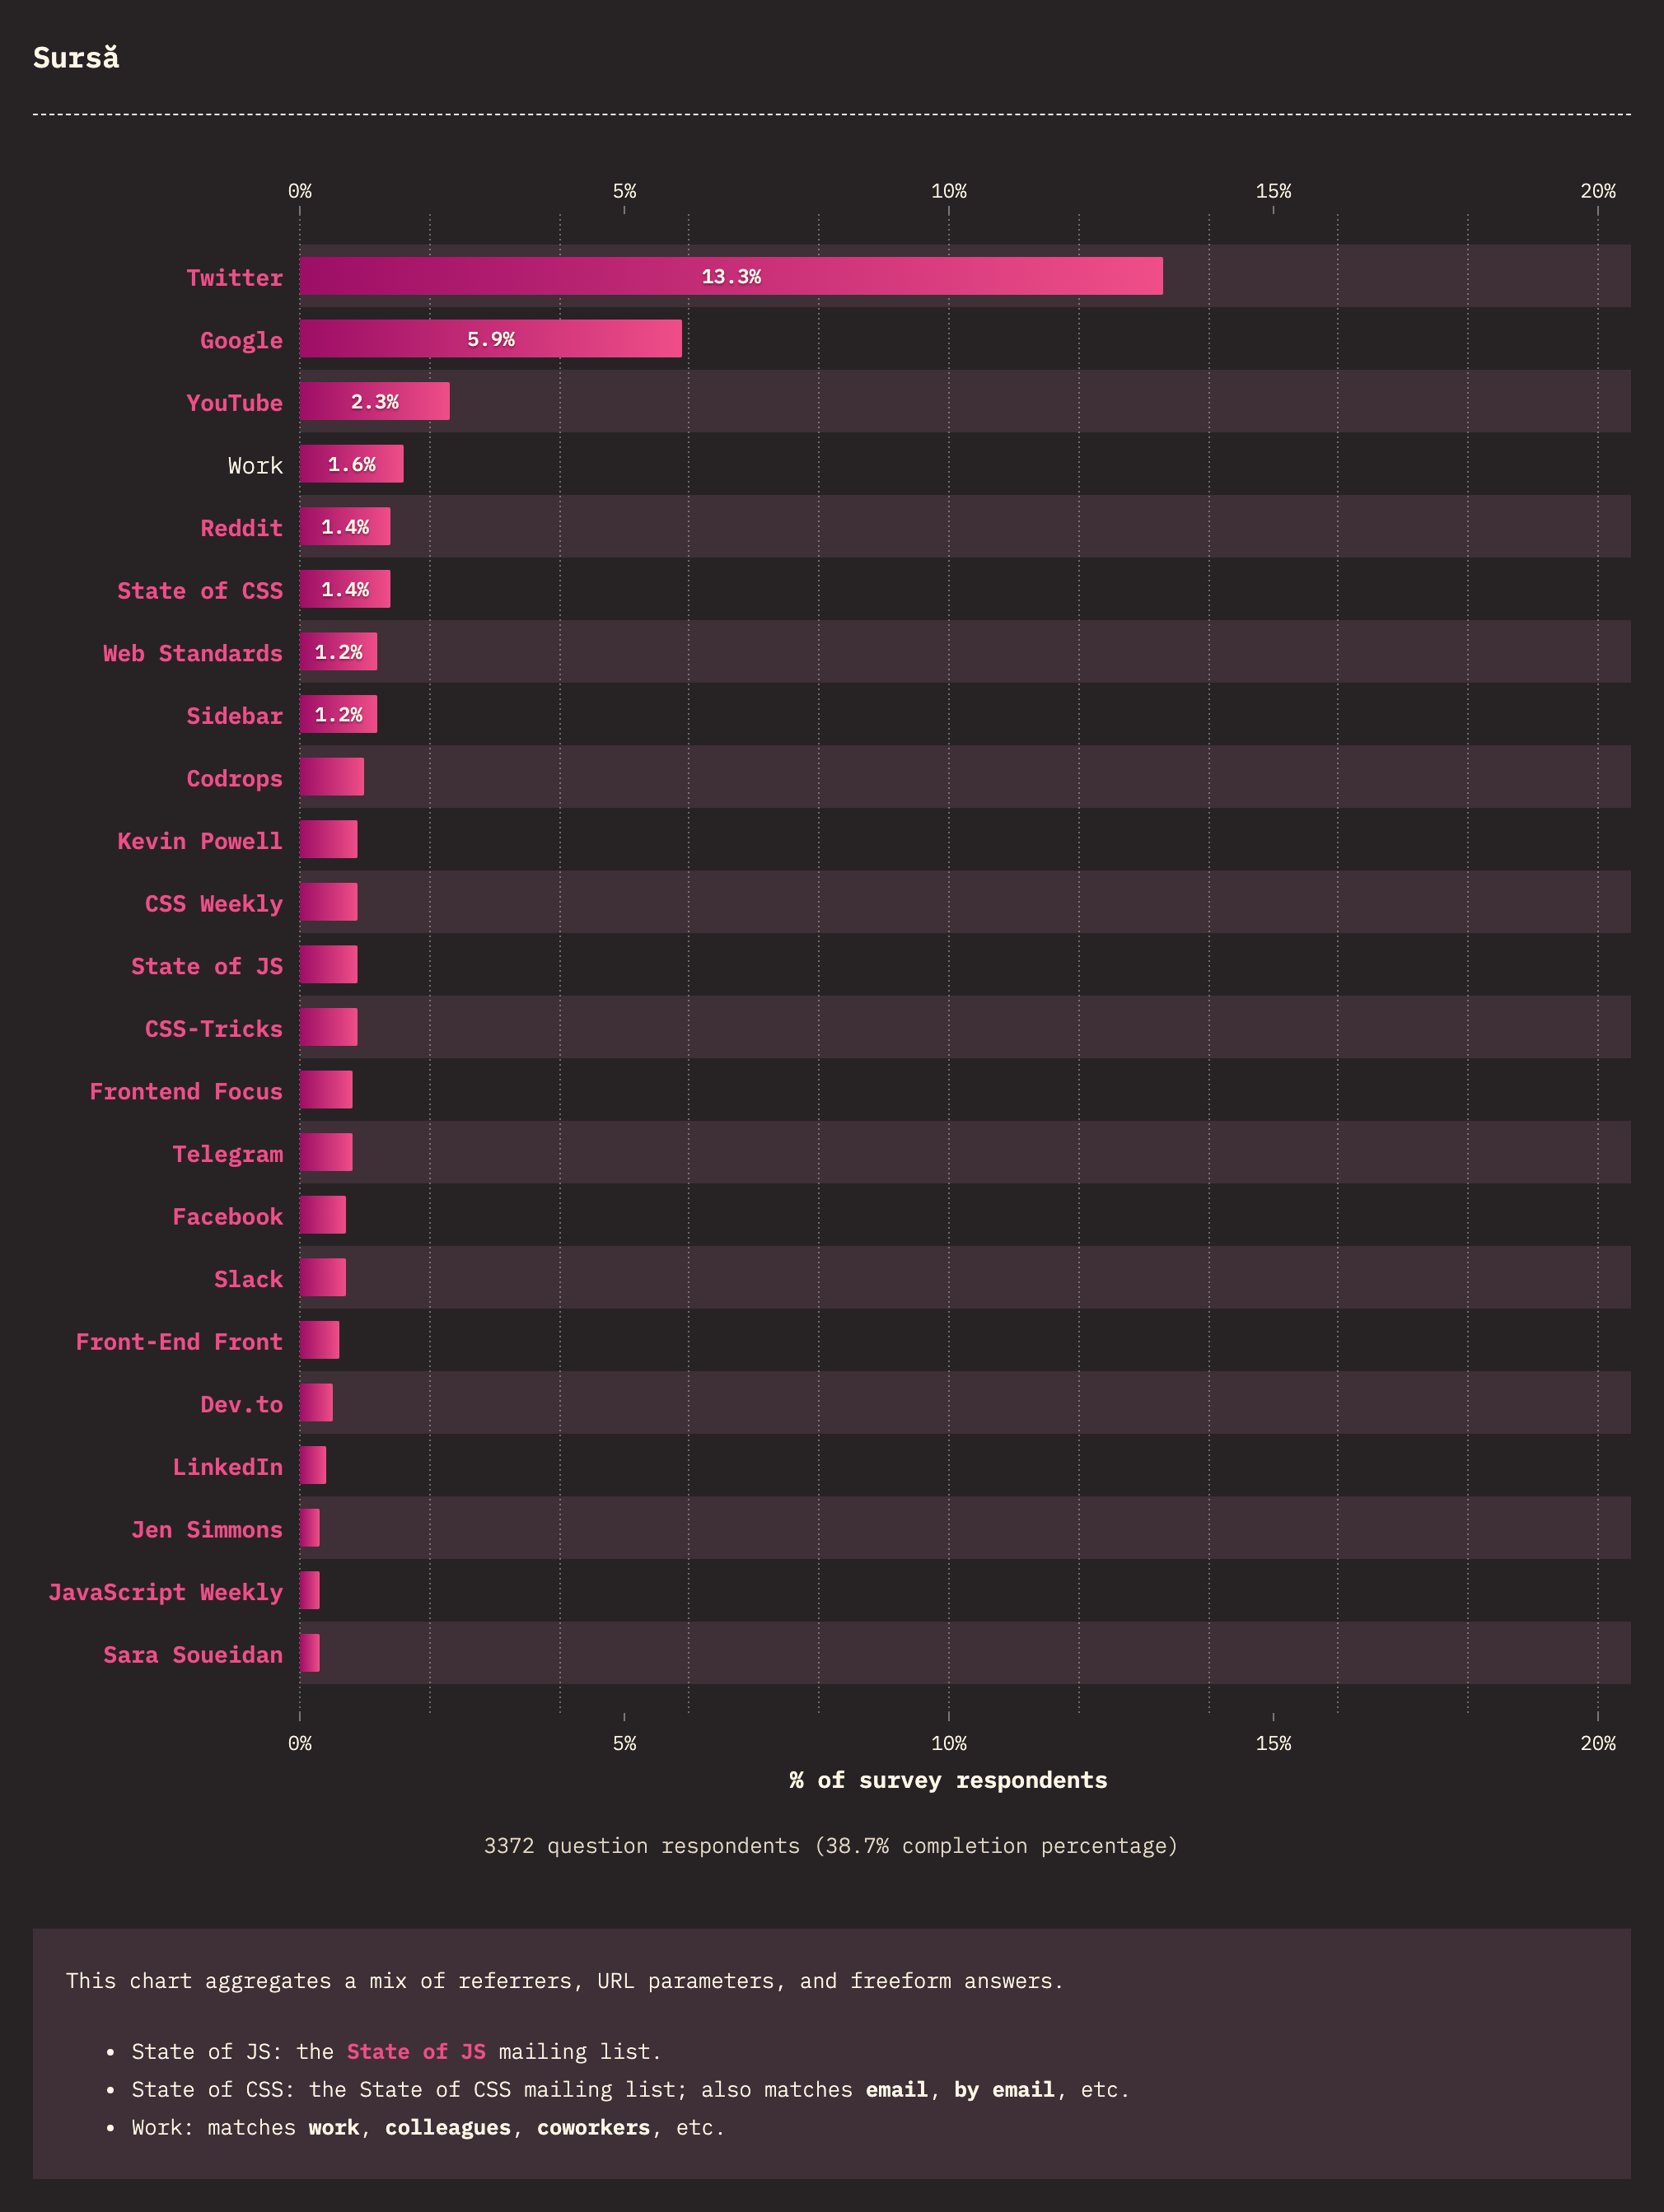 Sursă
0% 5% 10% 15% 20%
Twitter 13.3%
Google 5.9%
YouTube 2.3%
Work 1.6%
Reddit 1.4%
State of CSS 1.4%
Web Standards 1.2%
Sidebar 1.2%
Codrops
Kevin Powell
CSS Weekly
State of JS
CSS-Tricks
Frontend Focus
Telegram
Facebook
Slack
Front-End Front
Dev.to
LinkedIn
Jen Simmons
JavaScript Weekly
Sara Soueidan
0% 5% 10% 15% 20%
% of survey respondents
3372 question respondents (38.7% completion percentage)
This chart aggregates a mix of referrers, URL parameters, and freeform answers.
• State of JS: the State of JS mailing list.
• State of CSS: the State of CSS mailing list; also matches email, by email, etc.
• Work: matches work, colleagues, coworkers, etc.